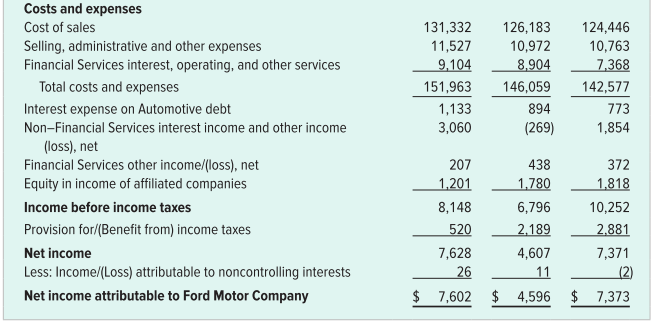 Costs and expenses
Cost of sales 131,332 126,183 124,446
Selling, administrative and other expenses 11,527 10,972 10,763
Financial Services interest, operating, and other services 9,104 8,904 7,368
Total costs and expenses 151,963 146,059 142,577
Interest expense on Automotive debt 1,133 894 773
Non–Financial Services interest income and other income 3,060 (269) 1,854
(loss), net
Financial Services other income/(loss), net 207 438 372
Equity in income of affiliated companies 1,201 1,780 1,818
Income before income taxes 8,148 6,796 10,252
Provision for/(Benefit from) income taxes 520 2,189 2,881
Net income 7,628 4,607 7,371
Less: Income/(Loss) attributable to noncontrolling interests 26 11 (2)
Net income attributable to Ford Motor Company $ 7,602 $ 4,596 $ 7,373